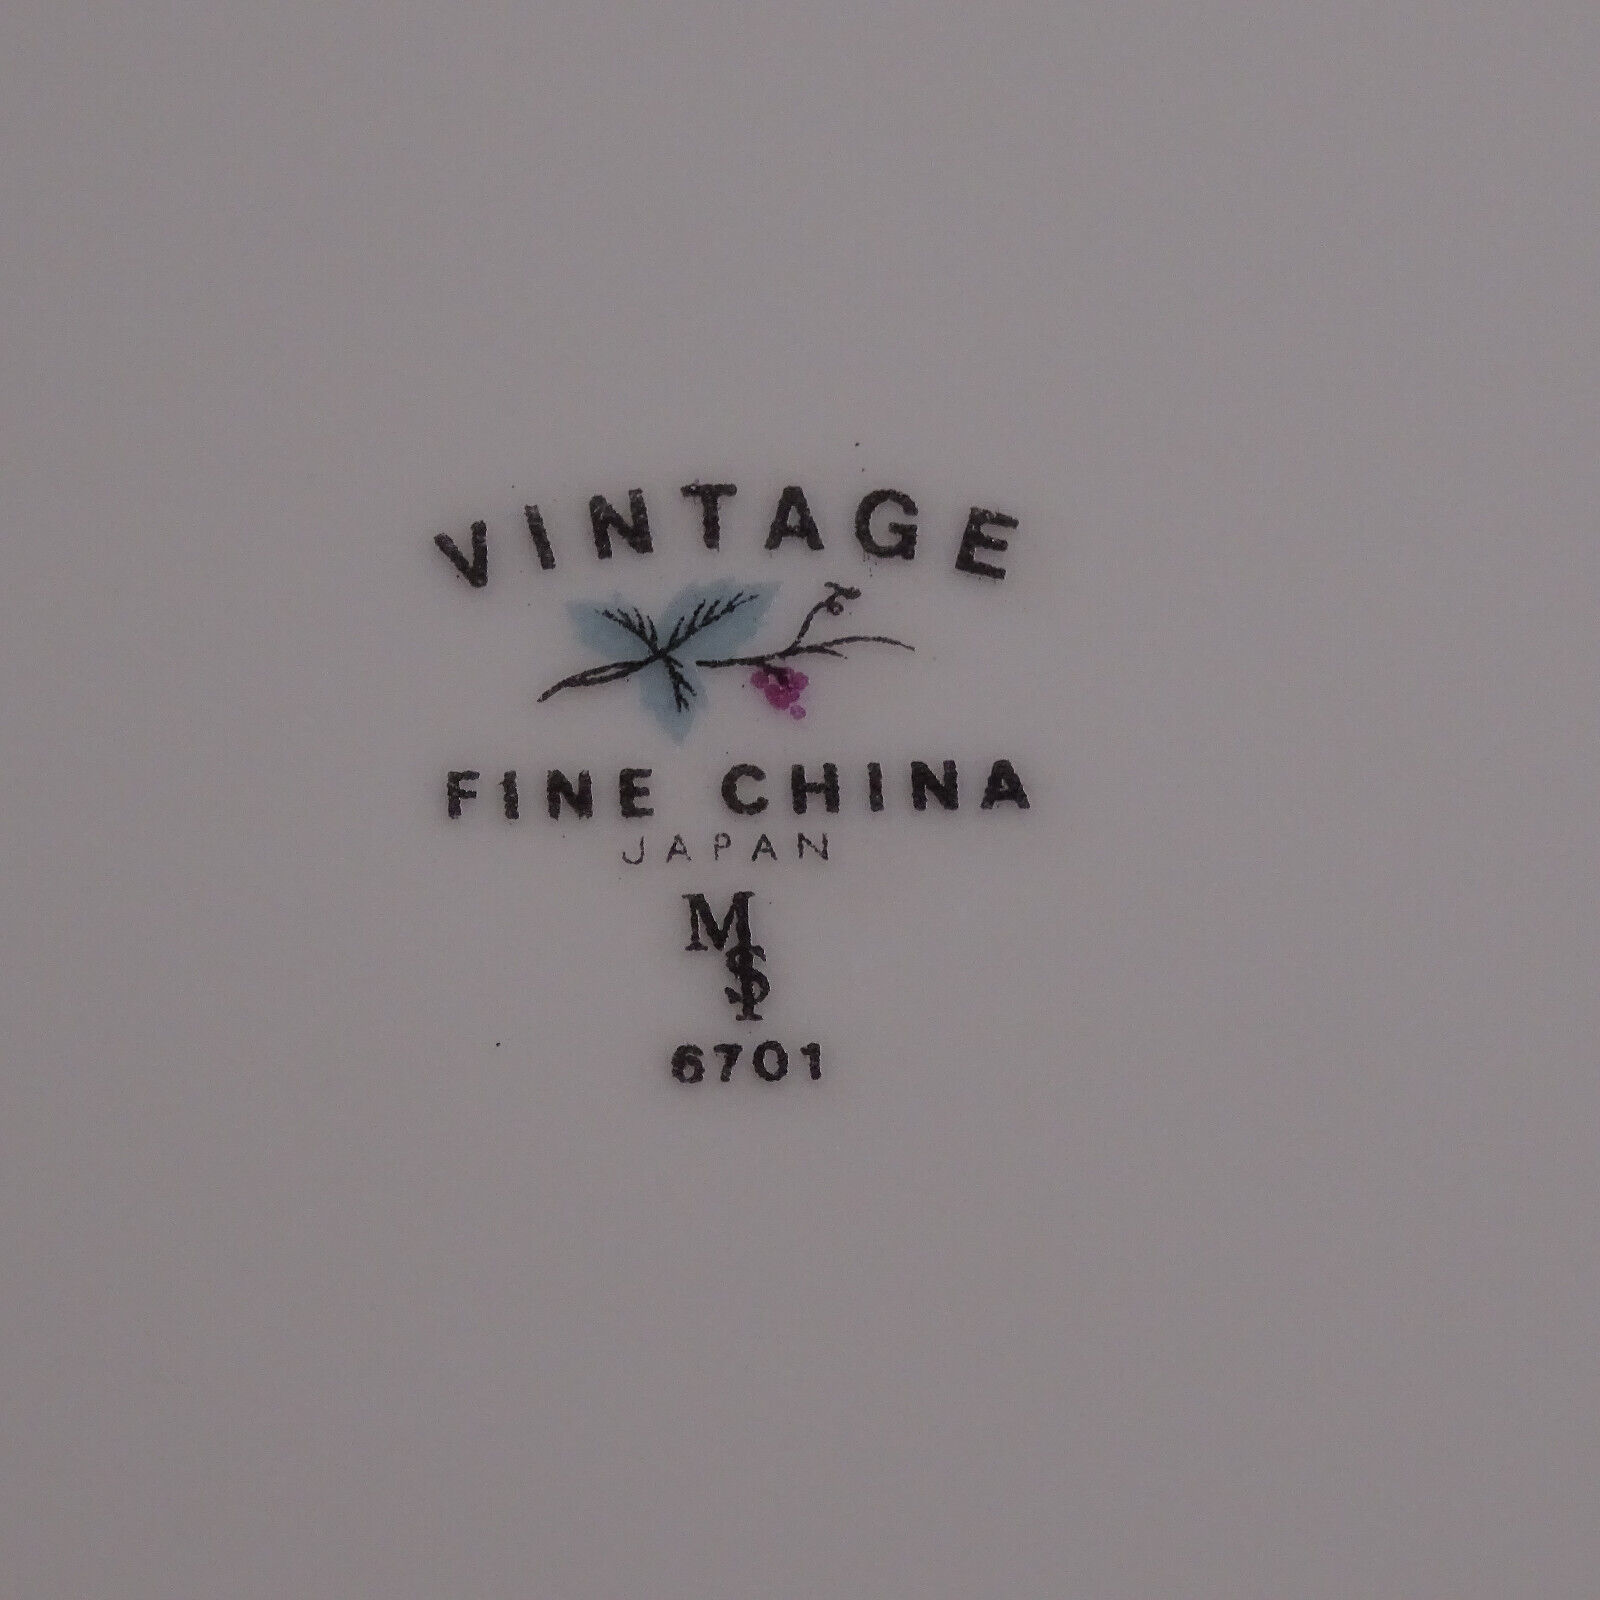 VINTAGE
FINE CHINA
JAPAN
M
S
6701